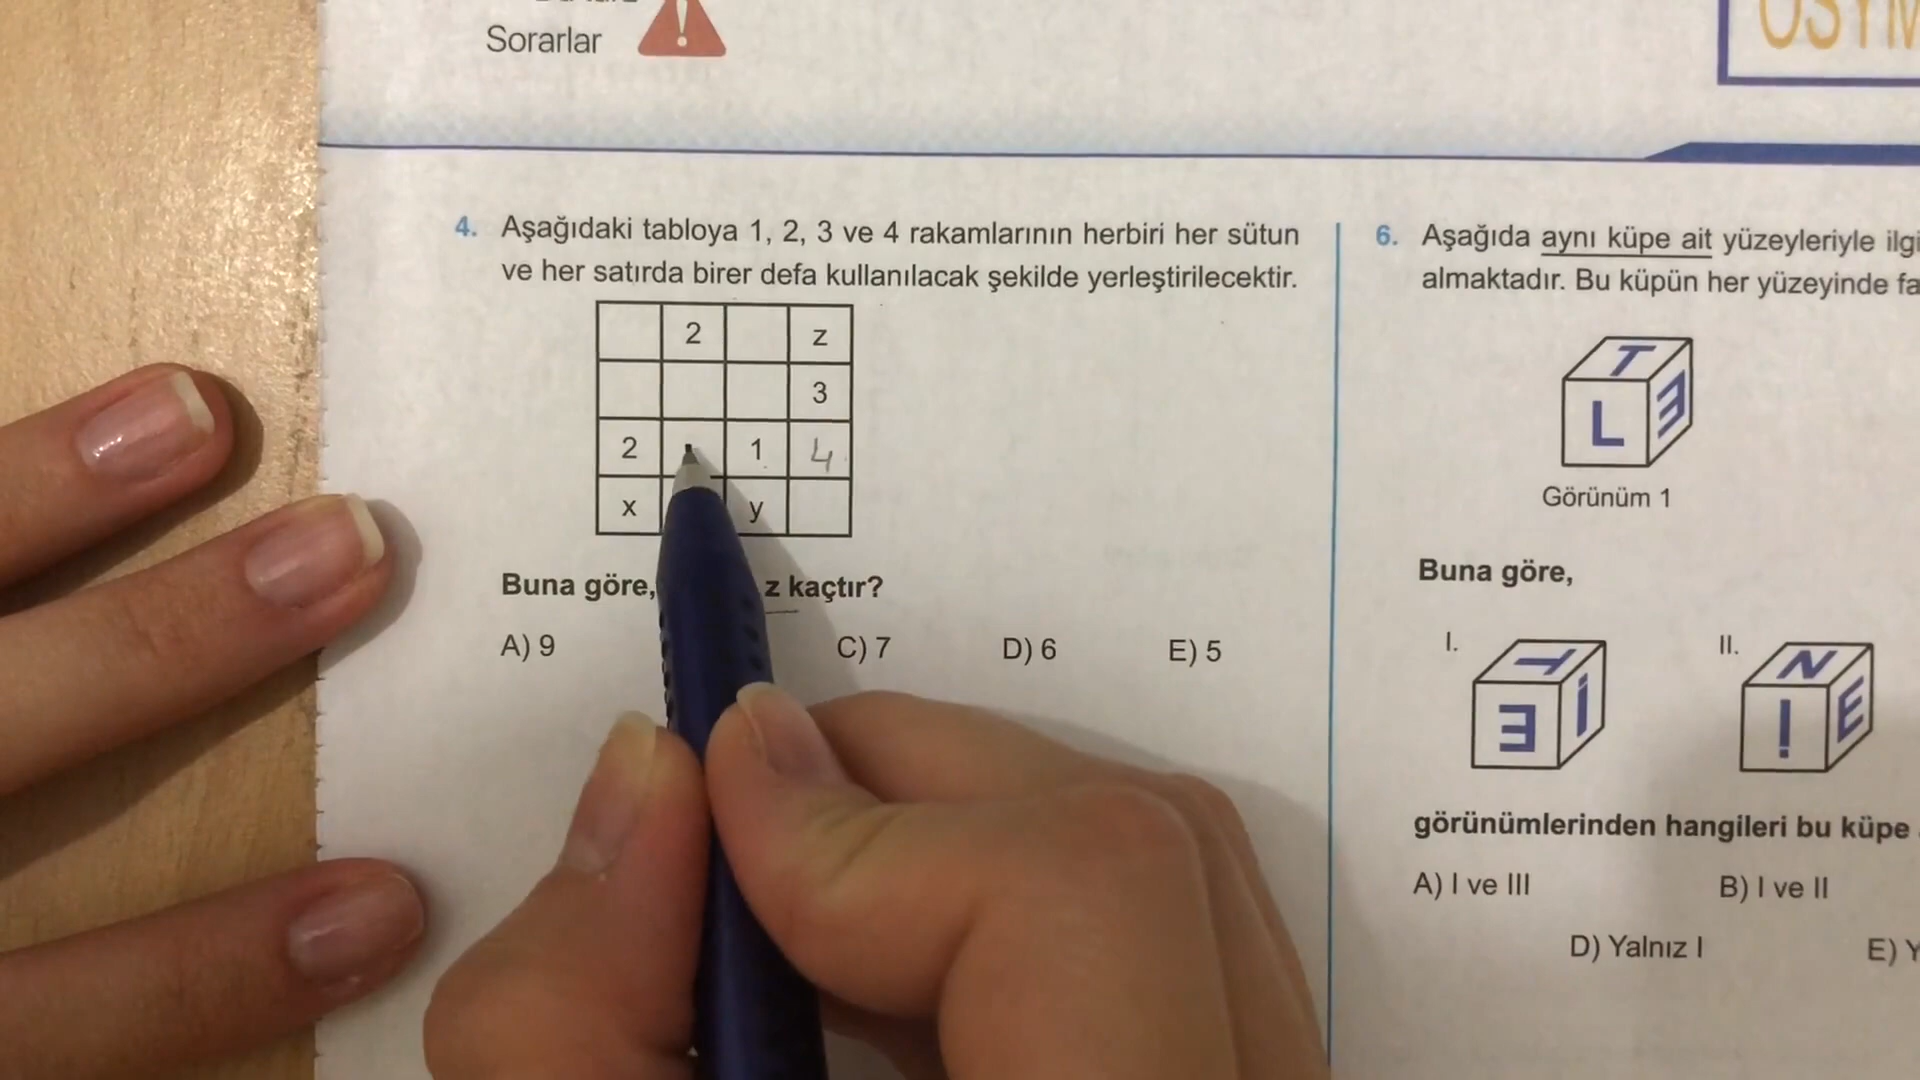 Sorarlar
ÖSYM
4. Aşağıdaki tabloya 1, 2, 3 ve 4 rakamlarının herbiri her sütun
ve her satırda birer defa kullanılacak şekilde yerleştirilecektir.
2 z
3
2 1 4
x y
Buna göre, z kaçtır?
A) 9 C) 7 D) 6 E) 5
6. Aşağıda aynı küpe ait yüzeyleriyle
almaktadır. Bu küpün her yüzeyinde
T
L E
Görünüm 1
Buna göre,
I. II.
T N
E İ İ E
görünümlerinden hangileri bu küpe
A) I ve III B) I ve II
D) Yalnız I E)